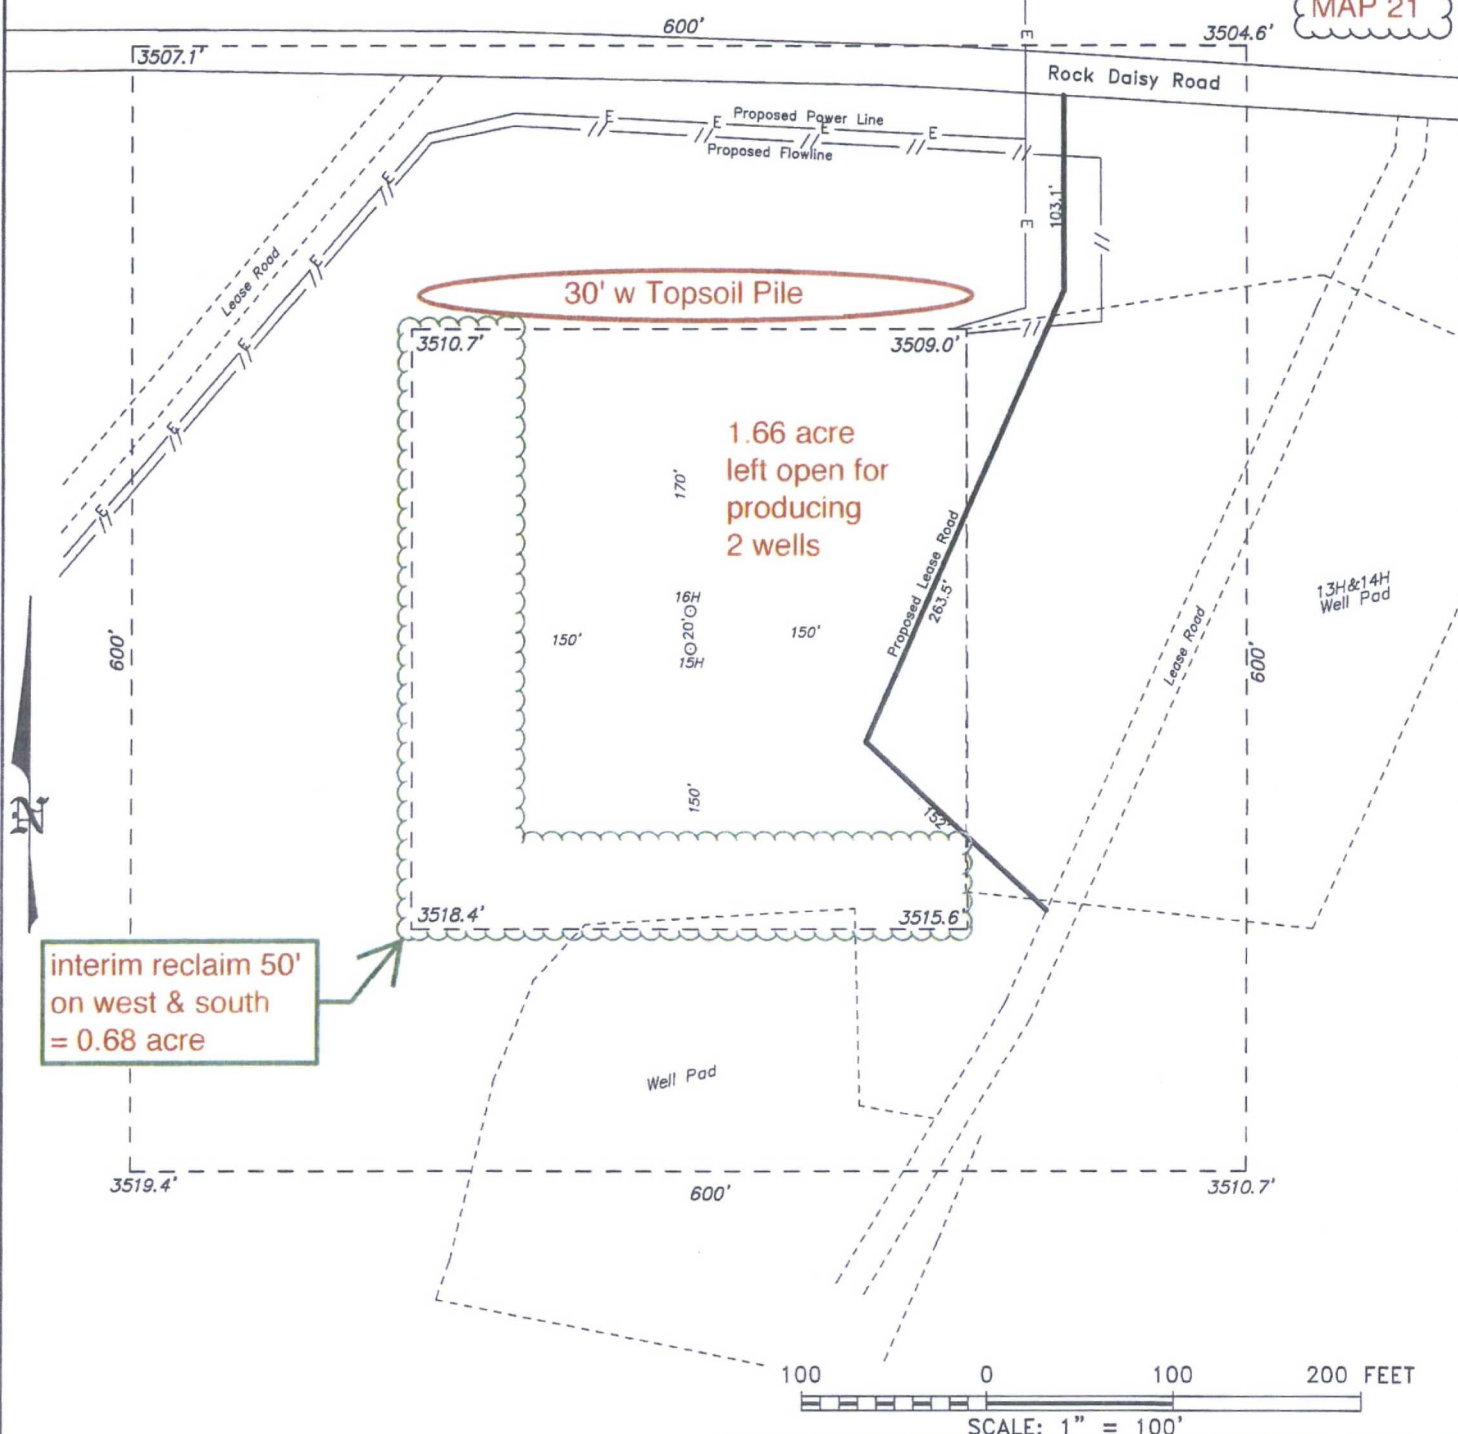 MAP 21
600'
3507.1'
3504.6'
E
Rock Daisy Road
Proposed Power Line
E E E E
Proposed Flowline
E
E
103.1'
Lease Road
E
30' w Topsoil Pile
E
3510.7'
3509.0'
E
1.66 acre
left open for
producing
2 wells
170'
E
Proposed Lease Road
263.5'
16H
20'
15H
150'
150'
13H&14H
Well Pad
Lease Road
600'
600'
150'
152'
N
3518.4'
3515.6'
interim reclaim 50'
on west & south
= 0.68 acre
Well Pad
3519.4'
600'
3510.7'
100 0 100 200 FEET
SCALE: 1" = 100'